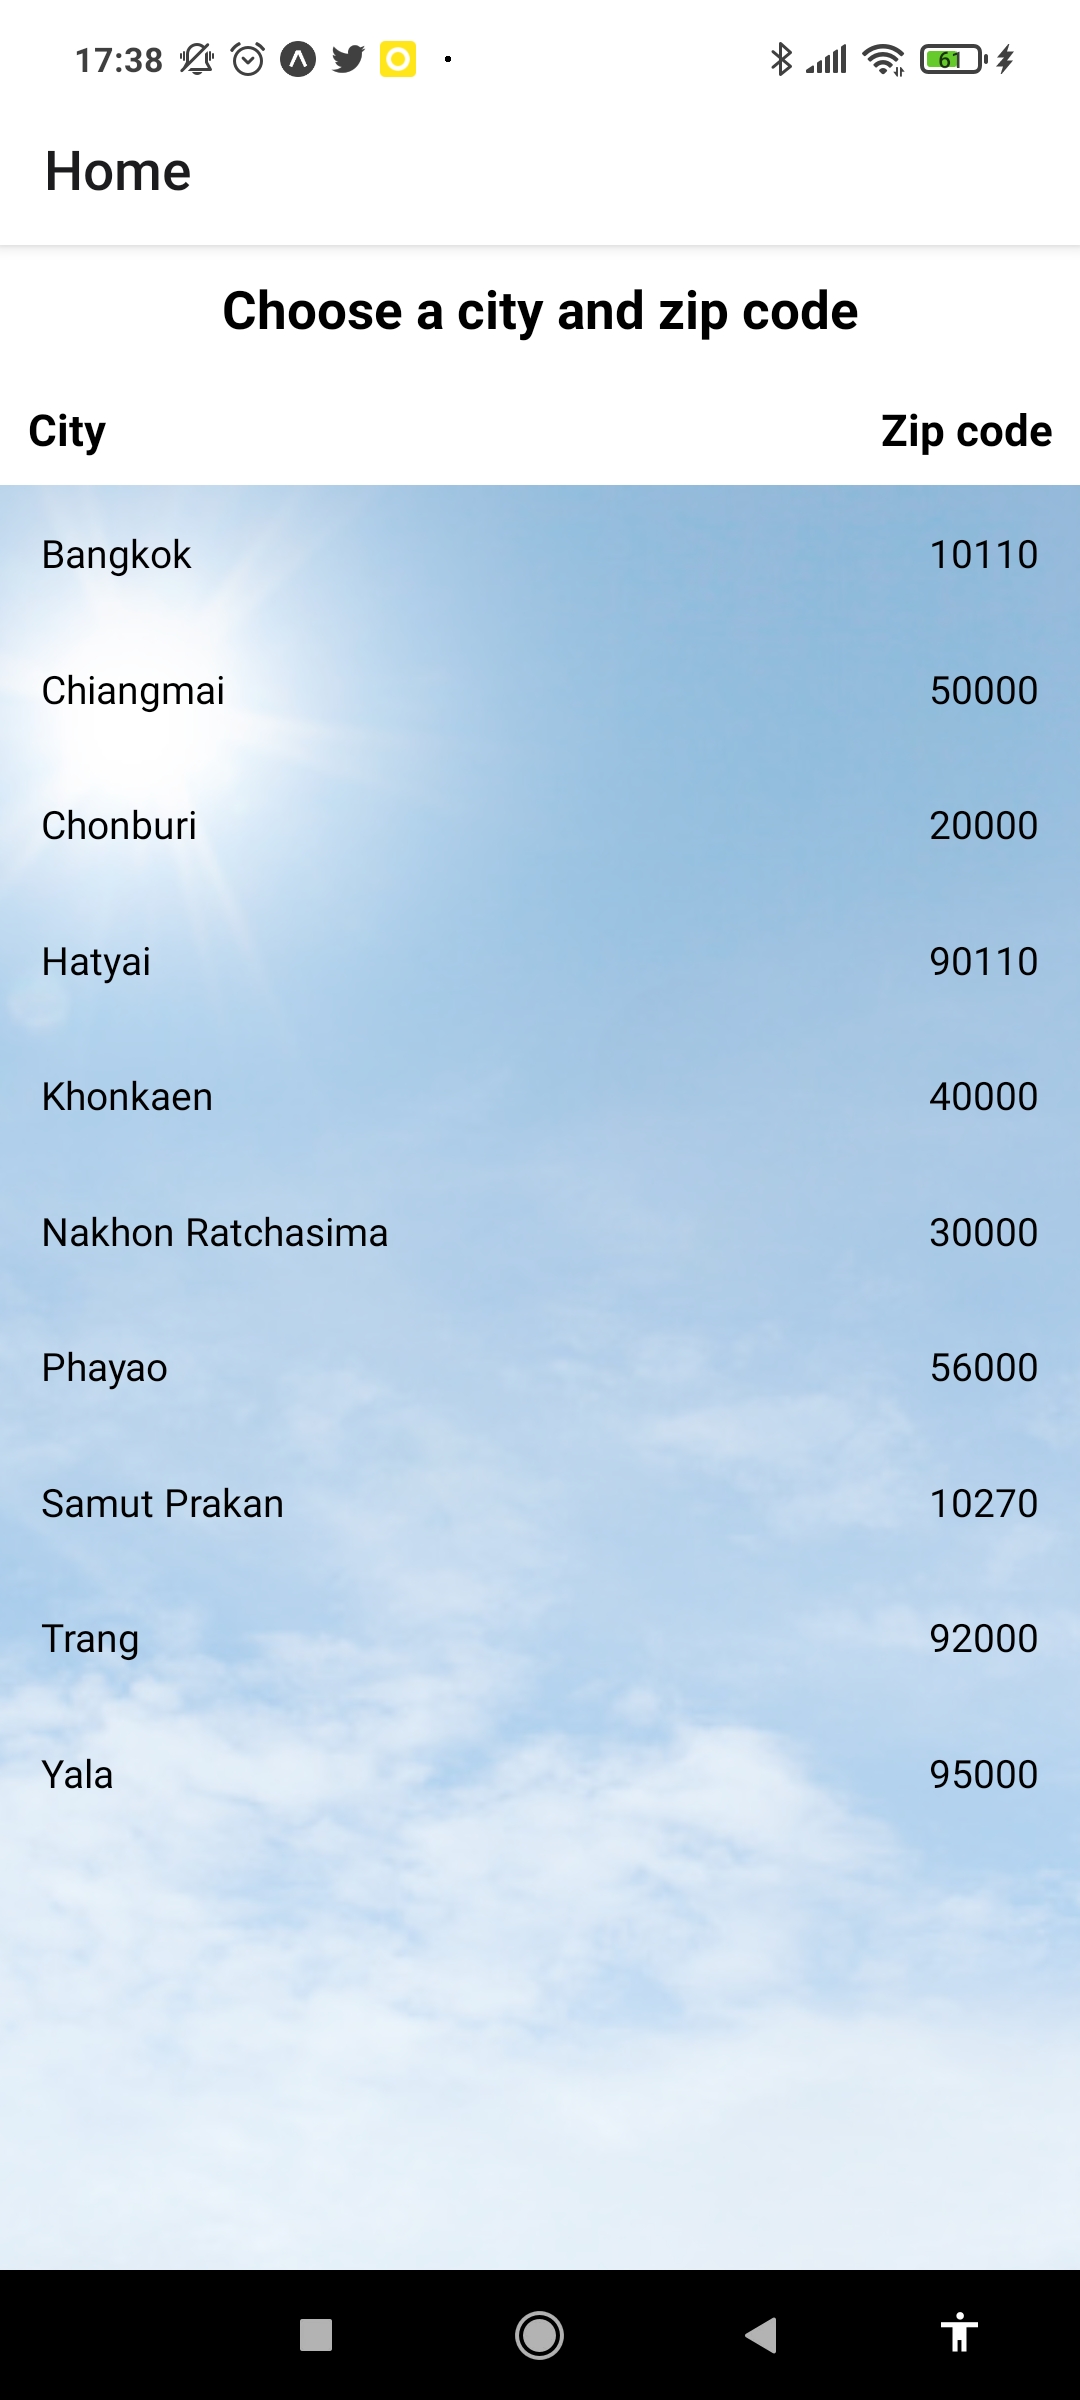 17:38 61
Home
Choose a city and zip code
City Zip code
Bangkok 10110
Chiangmai 50000
Chonburi 20000
Hatyai 90110
Khonkaen 40000
Nakhon Ratchasima 30000
Phayao 56000
Samut Prakan 10270
Trang 92000
Yala 95000